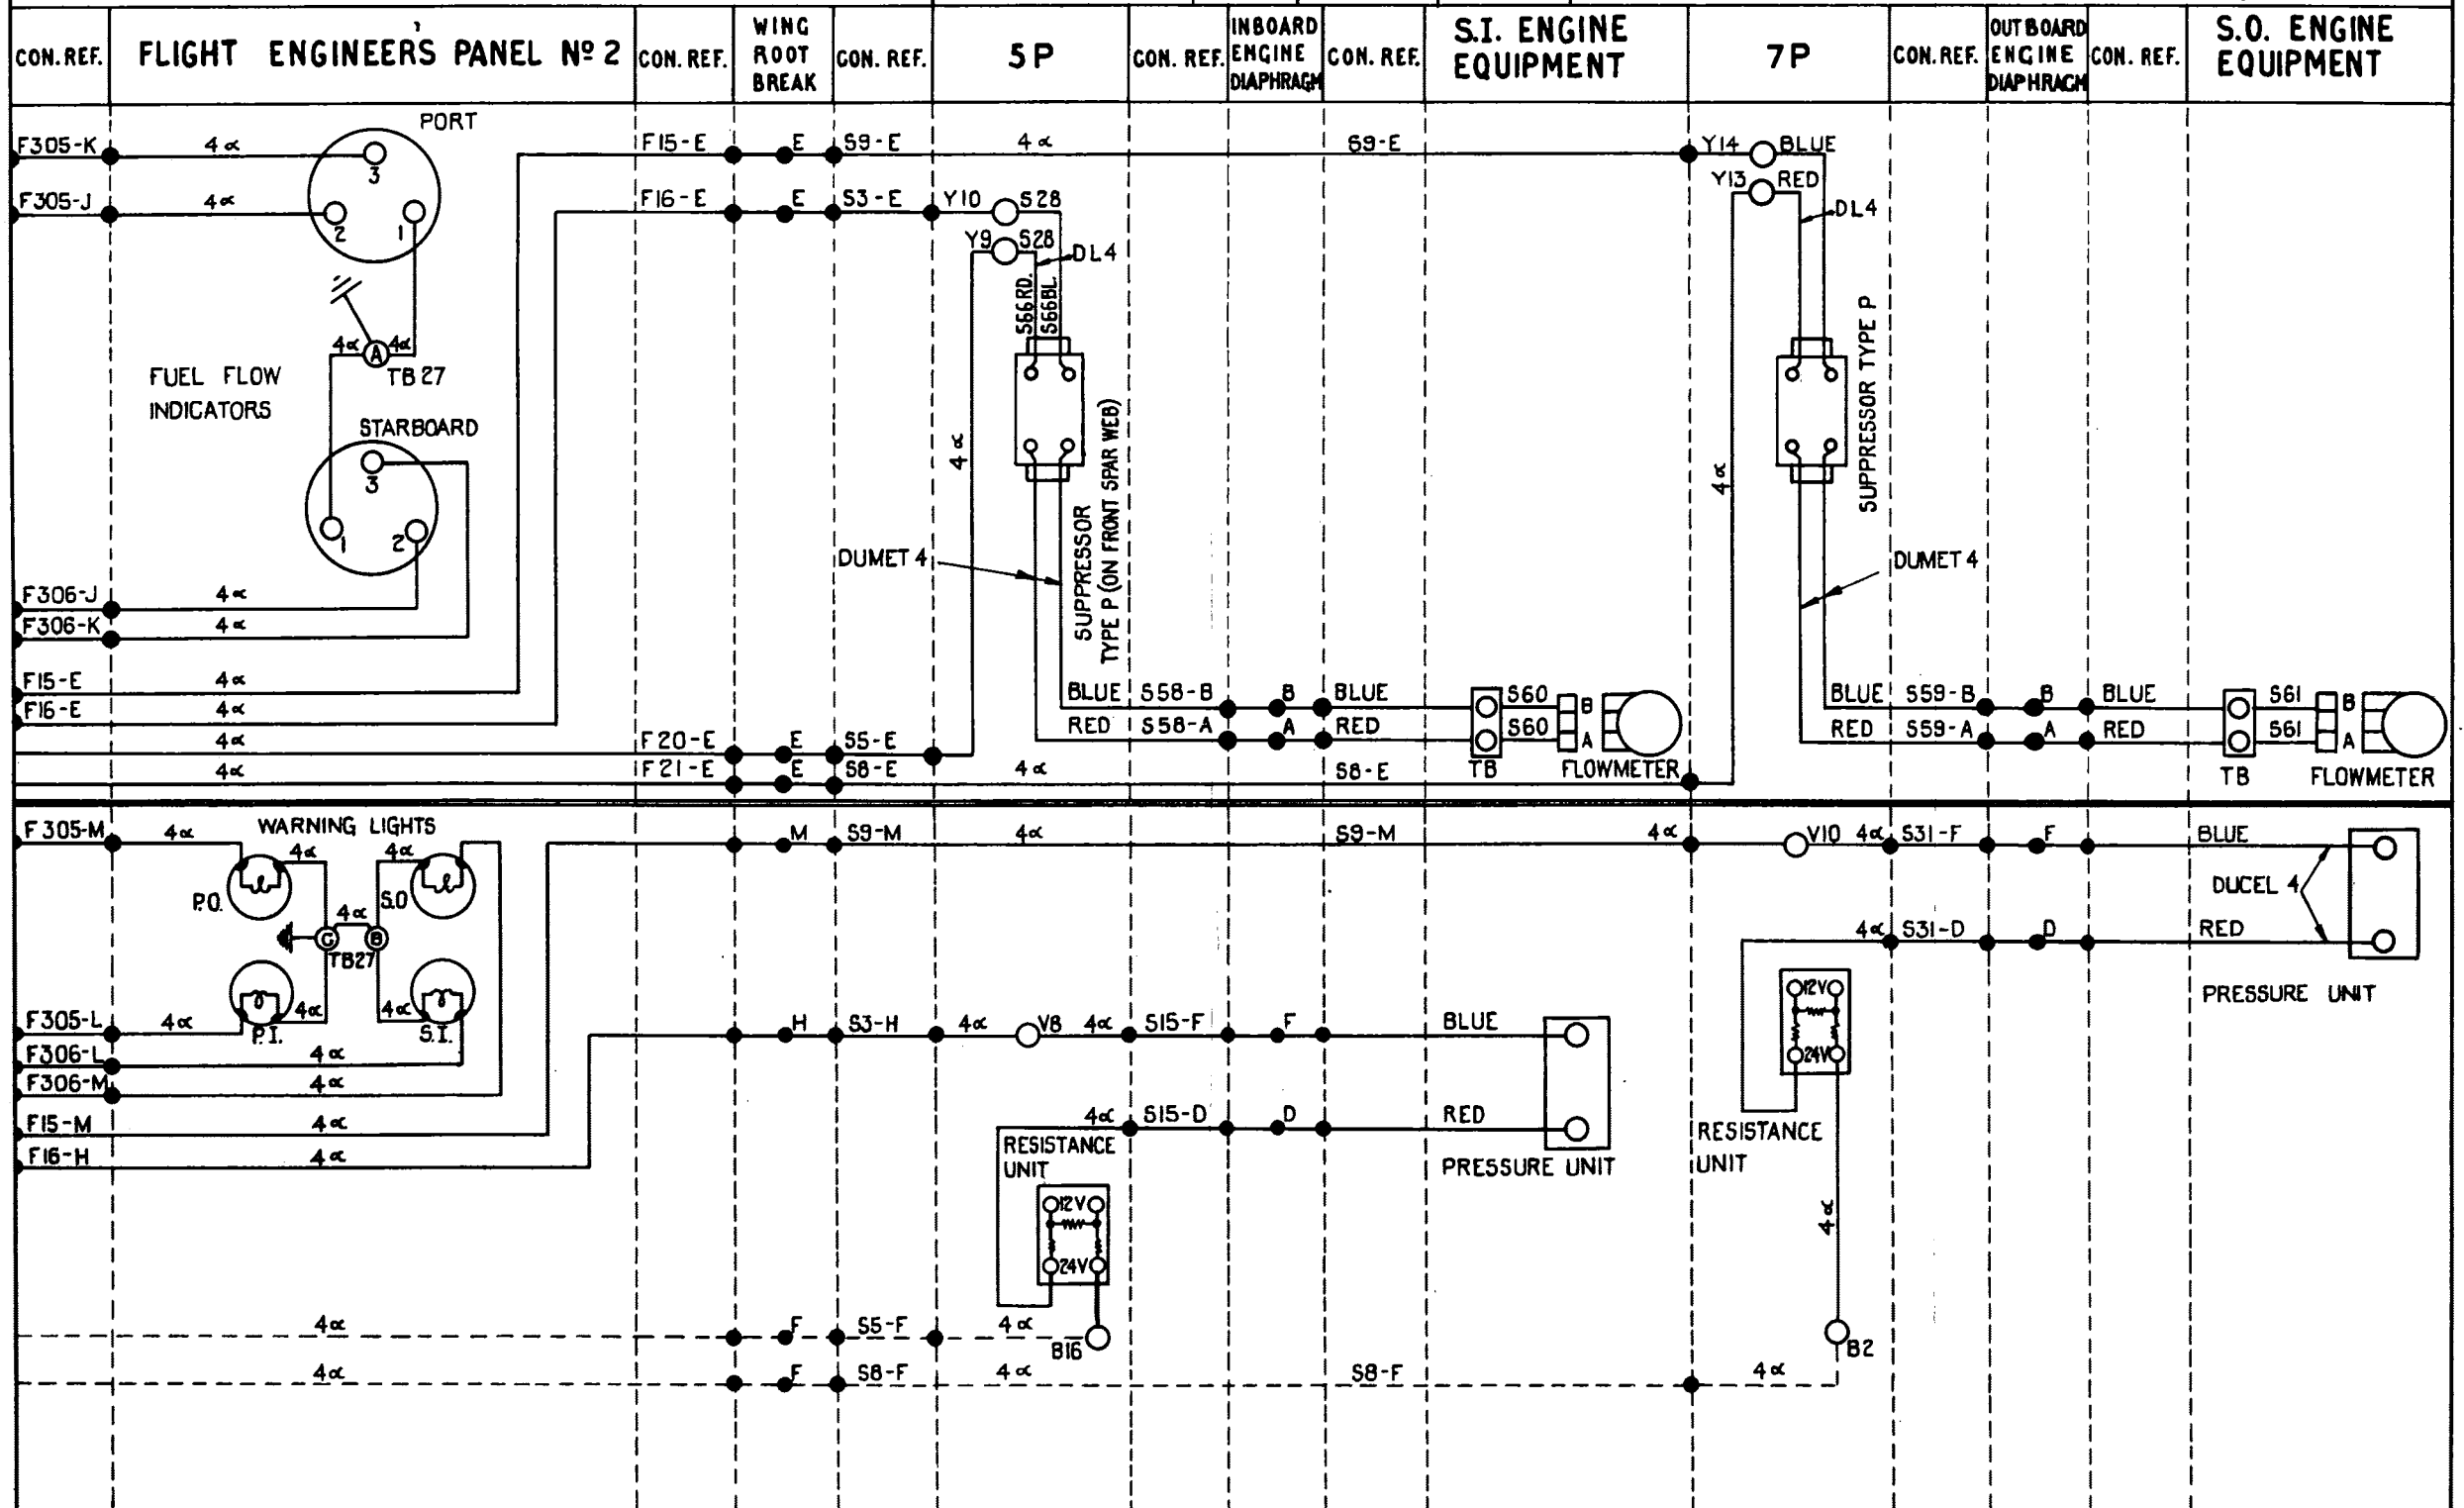 CON. REF.
FLIGHT ENGINEER'S PANEL Nº 2
CON. REF.
WING
ROOT
BREAK
CON. REF.
5P
CON. REF.
INBOARD
ENGINE
DIAPHRAGM
CON. REF.
S.I. ENGINE
EQUIPMENT
7P
CON. REF.
OUTBOARD
ENGINE
DIAPHRAGM
CON. REF.
S.O. ENGINE
EQUIPMENT
PORT
F305-K 4α 3
F15-E E S9-E 4α S9-E Y14 BLUE
F305-J 4α 2 1
F16-E E S3-E Y10 S28
Y13 RED
DL4
Y9 S28
DL4
S66RD.
S66BL.
4α A 4α
TB 27
FUEL FLOW
INDICATORS
STARBOARD
3
1 2
4α
SUPPRESSOR
TYPE P (ON FRONT SPAR WEB)
4α
SUPPRESSOR TYPE P
DUMET 4
DUMET 4
F306-J 4α
F306-K 4α
F15-E 4α
F16-E 4α
BLUE S58-B B BLUE S60 B
RED S58-A A RED S60 A
TB FLOWMETER
BLUE S59-B B BLUE S61 B
RED S59-A A RED S61 A
TB FLOWMETER
4α F20-E E S5-E
4α F21-E E S8-E 4α S8-E
WARNING LIGHTS
F305-M 4α 4α 4α
M S9-M 4α S9-M 4α V10 4α S31-F F BLUE
P.O. 4α S.O
DUCEL 4
C B
TB27
4α S31-D D RED
12V
24V
PRESSURE UNIT
4α 4α
F305-L 4α P.I. S.I.
H S3-H 4α V8 4α S15-F F BLUE
F306-L 4α
F306-M 4α
F15-M 4α
4α S15-D D RED
F16-H 4α
RESISTANCE
UNIT
PRESSURE UNIT
RESISTANCE
UNIT
12V
24V
4α
4α F S5-F 4α
B16
B2
4α F S8-F 4α S8-F 4α